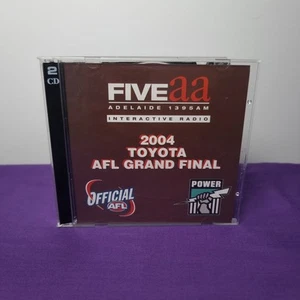 2
CD
FIVEaa
ADELAIDE 1395AM
INTERACTIVE RADIO
2004
TOYOTA
AFL GRAND FINAL
OFFICIAL
AFL
POWER